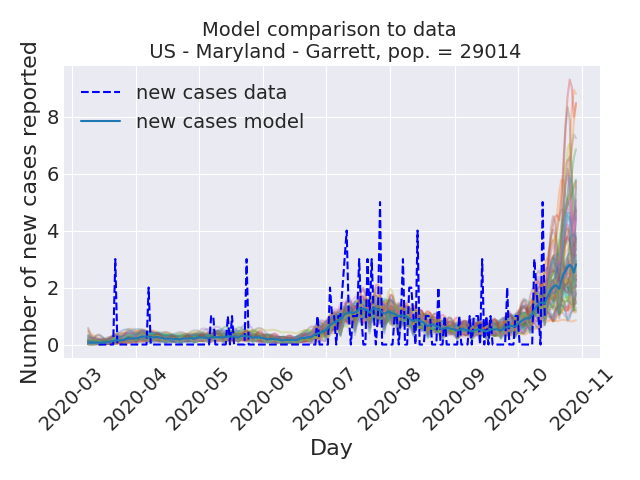 Model comparison to data
US - Maryland - Garrett, pop. = 29014
Number of new cases reported
new cases data
new cases model
8
6
4
2
0
2020-03
2020-04
2020-05
2020-06
2020-07
2020-08
2020-09
2020-10
2020-11
Day